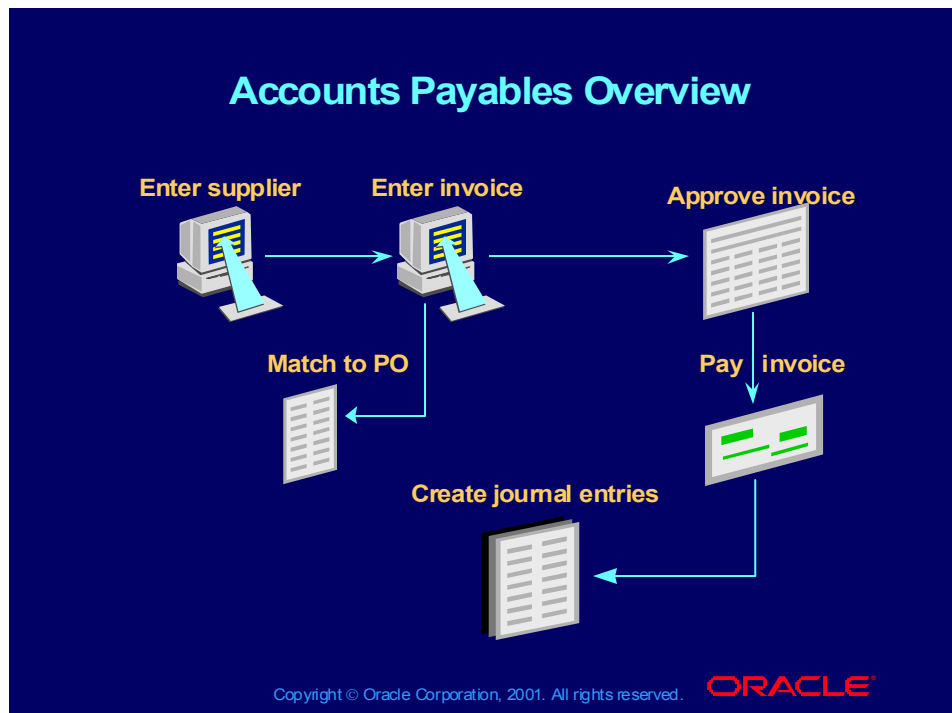 Accounts Payables Overview
Enter supplier
Enter invoice
Approve invoice
Match to PO
Pay invoice
Create journal entries
Copyright © Oracle Corporation, 2001. All rights reserved.
ORACLE®